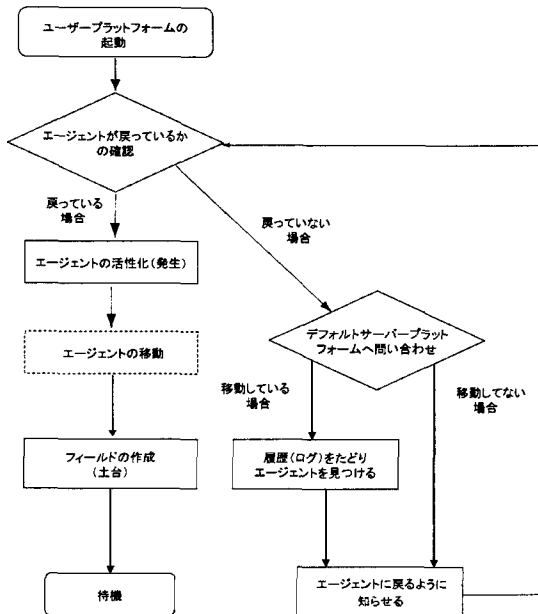 ユーザープラットフォームの
起動
エージェントが戻っているか
の確認
戻っている
場合
戻っていない
場合
エージェントの活性化(発生)
デフォルトサーバープラット
フォームへ問い合わせ
エージェントの移動
移動している
場合
移動してない
場合
フィールドの作成
(土台)
履歴(ログ)をたどり
エージェントを見つける
待機
エージェントに戻るように
知らせる